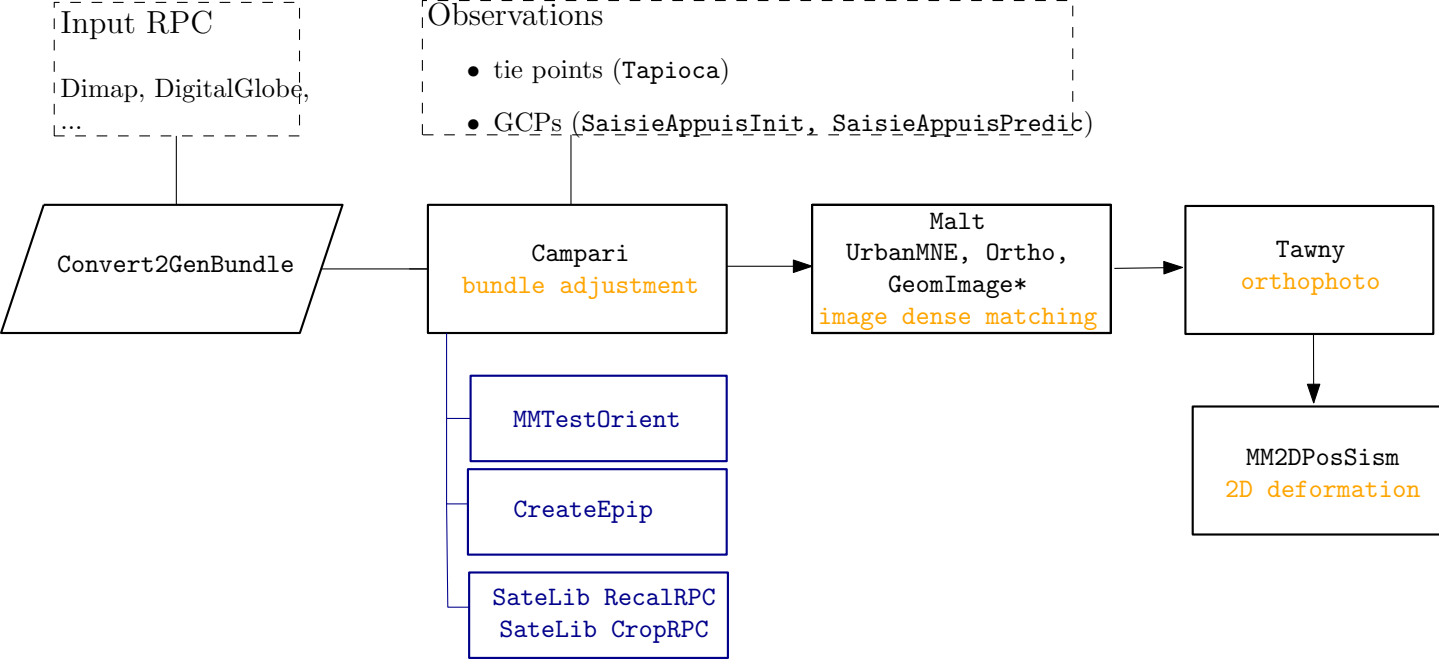 Input RPC
Dimap, DigitalGlobe,
...
Observations
• tie points (Tapioca)
• GCPs (SaisieAppuisInit, SaisieAppuisPredic)
Convert2GenBundle
Campari
bundle adjustment
Malt
UrbanMNE, Ortho,
GeomImage*
image dense matching
Tawny
orthophoto
MMTestOrient
CreateEpip
SateLib RecalRPC
SateLib CropRPC
MM2DPosSism
2D deformation